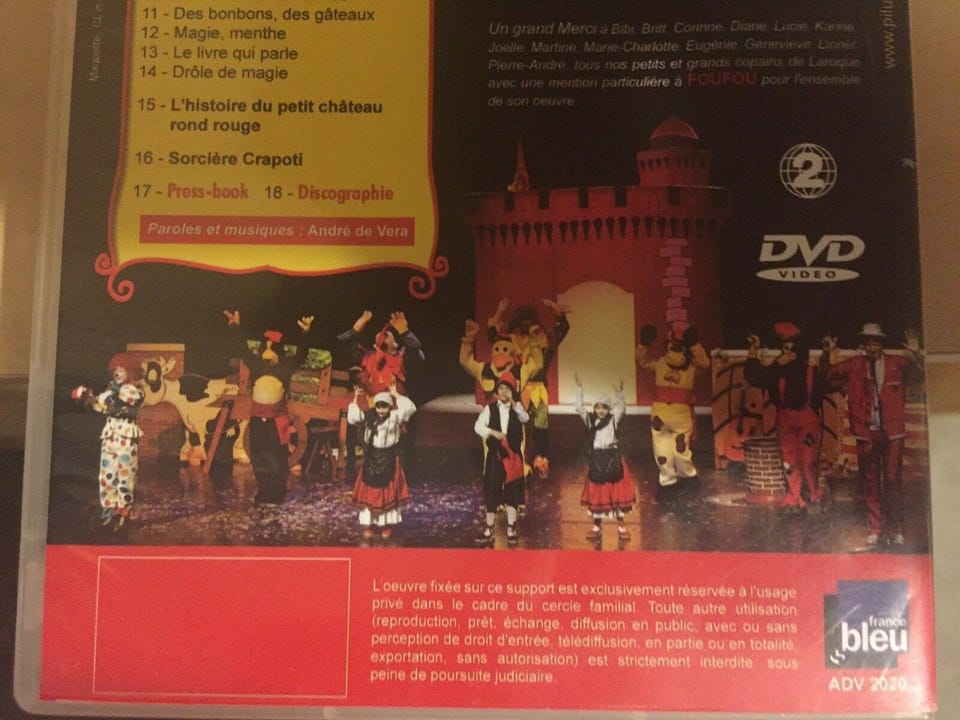 11 - Des bonbons, des gâteaux
12 - Magie, menthe
13 - Le livre qui parle
14 - Drôle de magie
15 - L'histoire du petit château
rond rouge
16 - Sorcière Crapoti
17 - Press-book 18 - Discographie
Paroles et musiques : André de Vera
Un grand Merci à Bibi, Britt, Corinne, Diane, Lucie, Karine,
Joelle, Martine, Marie-Charlotte, Eugénie, Geneviève, Lionel,
Pierre-André, tous nos petits et grands copains de Laroque
avec une mention particulière à FOUFOU pour l'ensemble
de son oeuvre.
2
DVD
VIDEO
L'oeuvre fixée sur ce support est exclusivement réservée à l'usage
privé dans le cadre du cercle familial. Toute autre utilisation
(reproduction, prêt, échange, diffusion en public, avec ou sans
perception de droit d'entrée, télédiffusion, en partie ou en totalité,
exportation, sans autorisation) est strictement interdite, sous
peine de poursuite judiciaire.
france
bleu
ADV 2020